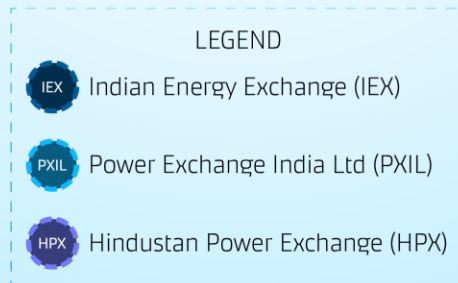 LEGEND
IEX Indian Energy Exchange (IEX)
PXIL Power Exchange India Ltd (PXIL)
HPX Hindustan Power Exchange (HPX)